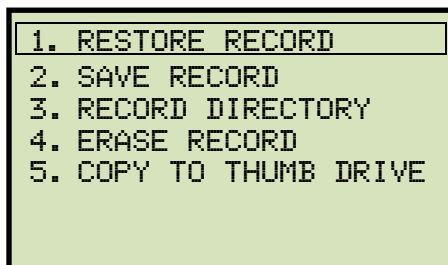 1. RESTORE RECORD
2. SAVE RECORD
3. RECORD DIRECTORY
4. ERASE RECORD
5. COPY TO THUMB DRIVE